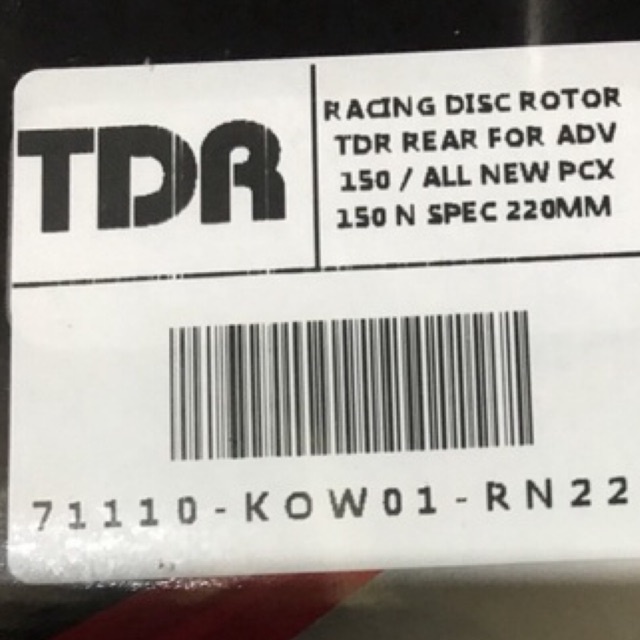 TDR
RACING DISC ROTOR
TDR REAR FOR ADV
150 / ALL NEW PCX
150 N SPEC 220MM
71110-KOW01-RN22